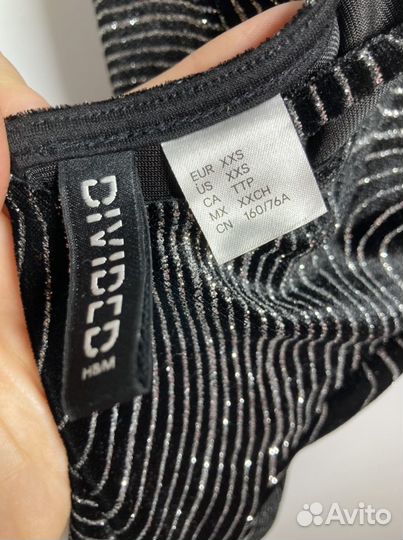 DIVIDED
H&M
EUR XXS
US XXS
CA TTP
MX XXCH
CN 160/76A
Avito